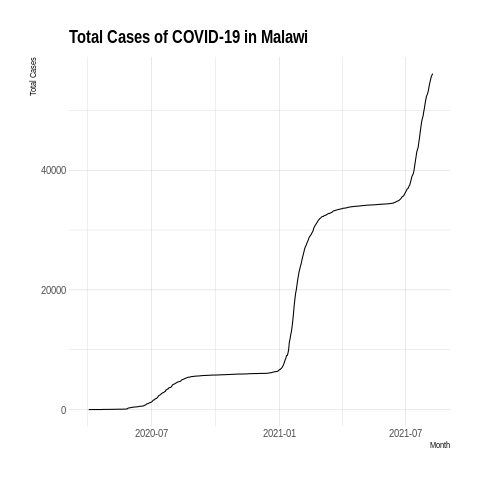 Total Cases of COVID-19 in Malawi
Total Cases
40000
20000
0
2020-07
2021-01
2021-07
Month